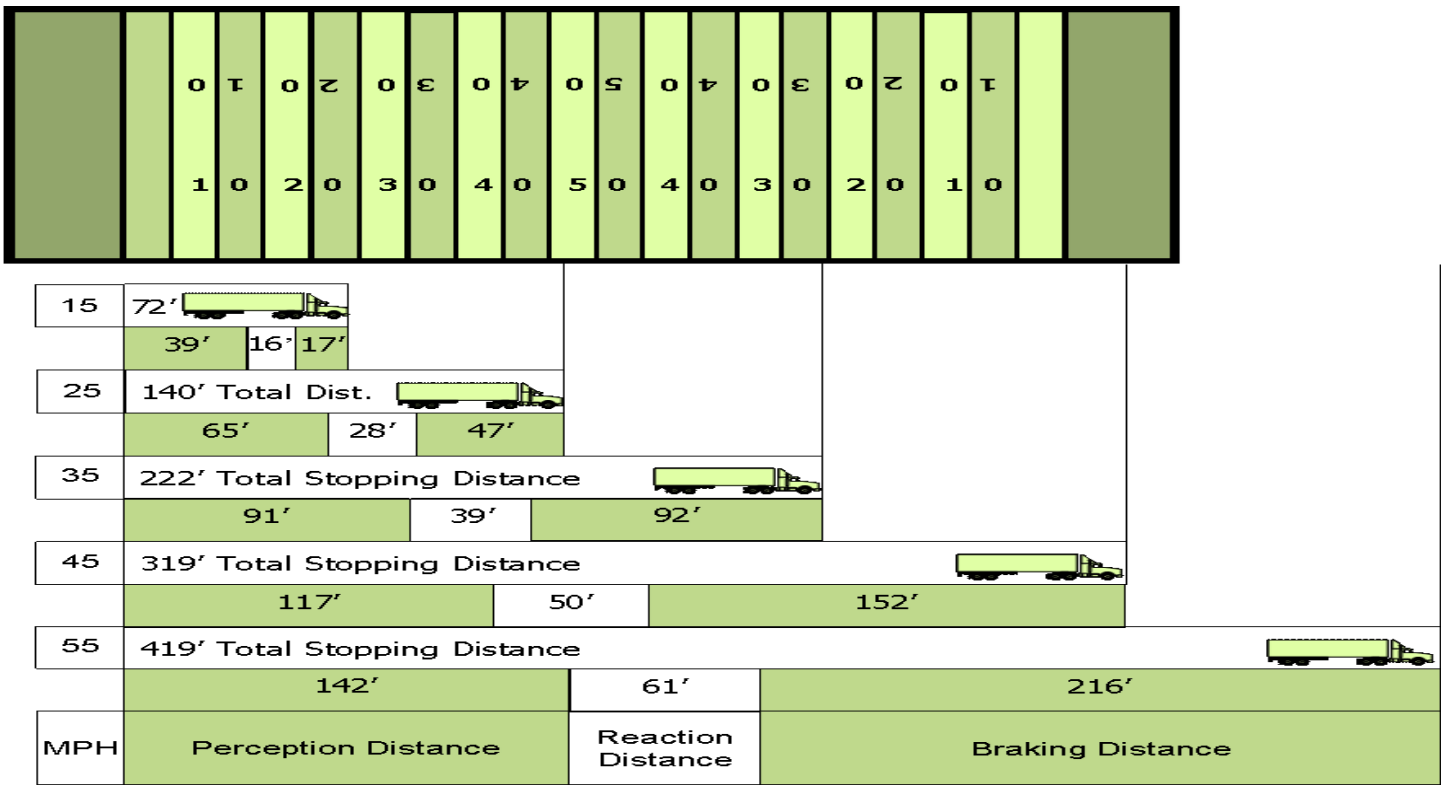 0 1 0 2 0 3 0 4 0 5 0 4 0 3 0 2 0 1
1 0 2 0 3 0 4 0 5 0 4 0 3 0 2 0 1 0
15 72′
39′ 16' 17′
25 140′ Total Dist.
65′ 28′ 47′
35 222′ Total Stopping Distance
91′ 39′ 92′
45 319′ Total Stopping Distance
117′ 50′ 152′
55 419′ Total Stopping Distance
142′ 61′ 216′
MPH Perception Distance Reaction Distance Braking Distance